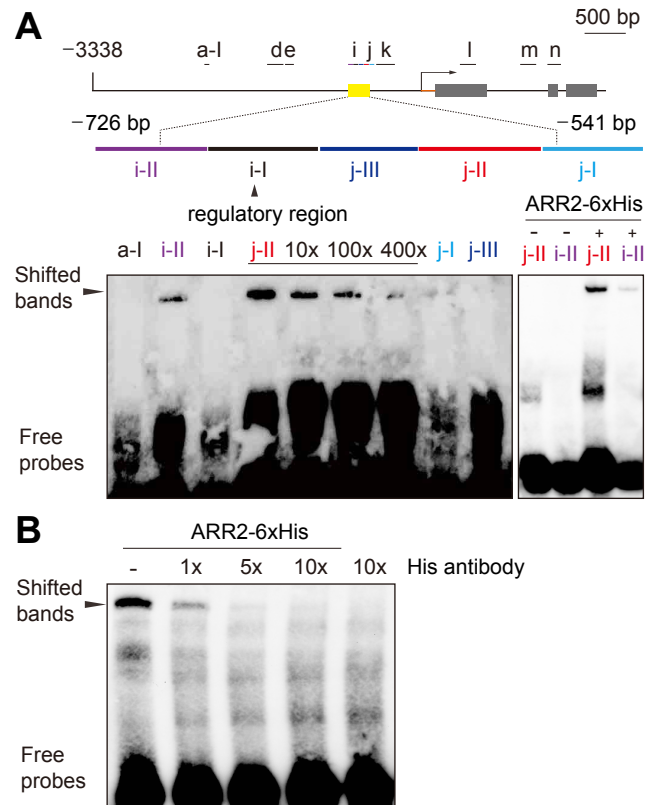 A
500 bp
−3338
a-I d e i j k l m n
−726 bp
−541 bp
i-II i-I j-III j-II j-I
regulatory region
ARR2-6xHis
- - + +
a-I i-II i-I j-II 10x 100x 400x j-I j-III j-II i-II j-II i-II
Shifted
bands
Free
probes
B
ARR2-6xHis
- 1x 5x 10x 10x His antibody
Shifted
bands
Free
probes